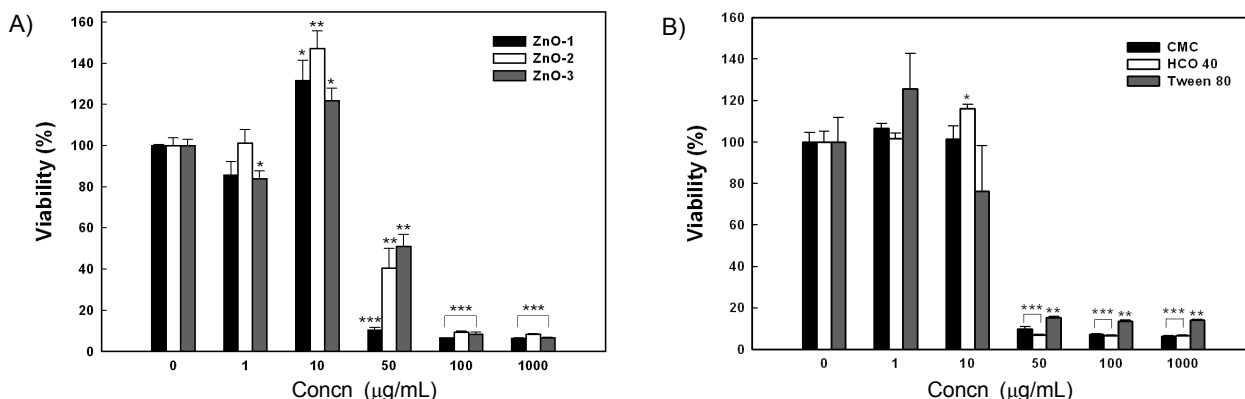 A)
160
140
120
100
80
60
40
20
0
Viability (%)
ZnO-1
ZnO-2
ZnO-3
*
*
**
*
***
**
**
***
***
0 1 10 50 100 1000
Concn (μg/mL)
B)
160
140
120
100
80
60
40
20
0
Viability (%)
CMC
HCO 40
Tween 80
*
***
**
***
**
***
**
0 1 10 50 100 1000
Concn (μg/mL)